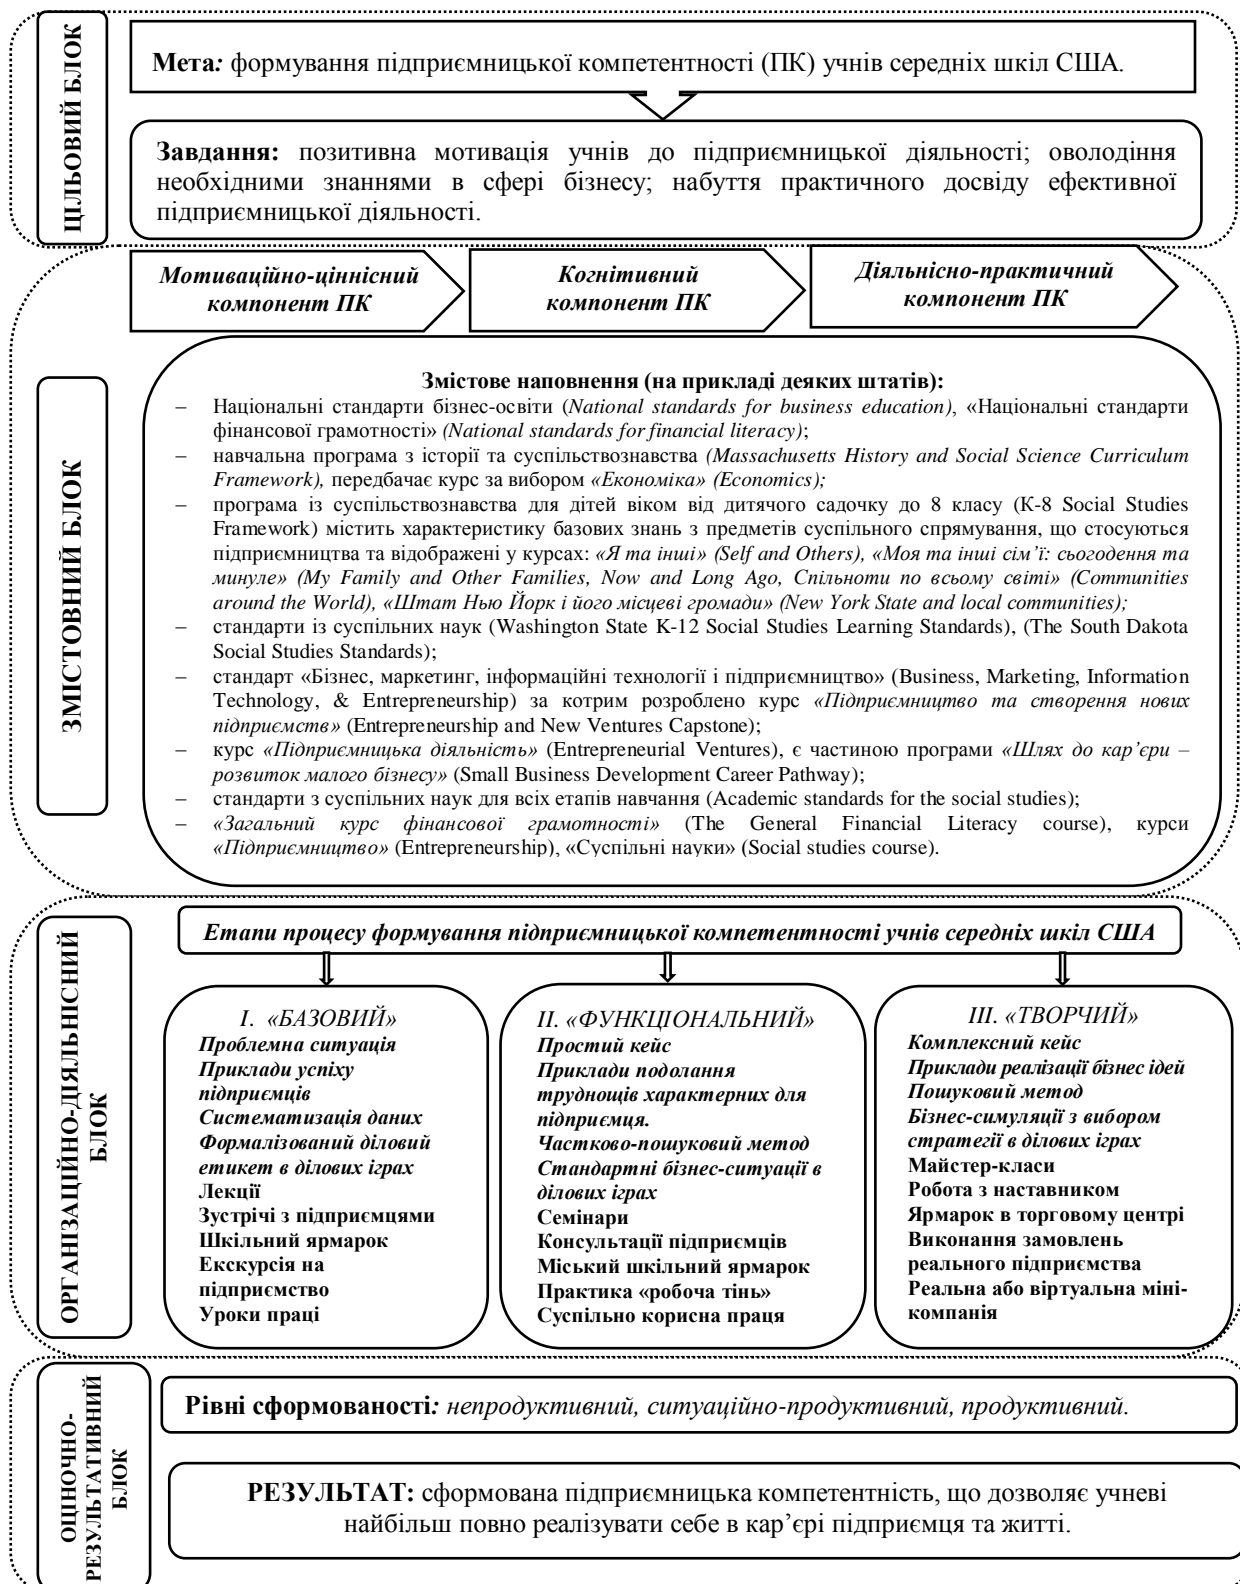 ЦІЛЬОВИЙ БЛОК
Мета: формування підприємницької компетентності (ПК) учнів середніх шкіл США.
Завдання: позитивна мотивація учнів до підприємницької діяльності; оволодіння
необхідними знаннями в сфері бізнесу; набуття практичного досвіду ефективної
підприємницької діяльності.
ЗМІСТОВНИЙ БЛОК
Мотиваційно-ціннісний
компонент ПК
Когнітивний
компонент ПК
Діяльнісно-практичний
компонент ПК
Змістове наповнення (на прикладі деяких штатів):
– Національні стандарти бізнес-освіти (National standards for business education), «Національні стандарти
фінансової грамотності» (National standards for financial literacy);
– навчальна програма з історії та суспільствознавства (Massachusetts History and Social Science Curriculum
Framework), передбачає курс за вибором «Економіка» (Economics);
– програма із суспільствознавства для дітей віком від дитячого садочку до 8 класу (K-8 Social Studies
Framework) містить характеристику базових знань з предметів суспільного спрямування, що стосуються
підприємництва та відображені у курсах: «Я та інші» (Self and Others), «Моя та інші сім’ї: сьогодення та
минуле» (My Family and Other Families, Now and Long Ago, Спільноти по всьому світі» (Communities
around the World), «Штат Нью Йорк і його місцеві громади» (New York State and local communities);
– стандарти із суспільних наук (Washington State K-12 Social Studies Learning Standards), (The South Dakota
Social Studies Standards);
– стандарт «Бізнес, маркетинг, інформаційні технології і підприємництво» (Business, Marketing, Information
Technology, & Entrepreneurship) за котрим розроблено курс «Підприємництво та створення нових
підприємств» (Entrepreneurship and New Ventures Capstone);
– курс «Підприємницька діяльність» (Entrepreneurial Ventures), є частиною програми «Шлях до кар’єри –
розвиток малого бізнесу» (Small Business Development Career Pathway);
– стандарти з суспільних наук для всіх етапів навчання (Academic standards for the social studies);
– «Загальний курс фінансової грамотності» (The General Financial Literacy course), курси
«Підприємництво» (Entrepreneurship), «Суспільні науки» (Social studies course).
ОРГАНІЗАЦІЙНО-ДІЯЛЬНІСНИЙ
БЛОК
Етапи процесу формування підприємницької компетентності учнів середніх шкіл США
I. «БАЗОВИЙ»
Проблемна ситуація
Приклади успіху
підприємців
Систематизація даних
Формалізований діловий
етикет в ділових іграх
Лекції
Зустрічі з підприємцями
Шкільний ярмарок
Екскурсія на
підприємство
Уроки праці
II. «ФУНКЦІОНАЛЬНИЙ»
Простий кейс
Приклади подолання
труднощів характерних для
підприємця.
Частково-пошуковий метод
Стандартні бізнес-ситуації в
ділових іграх
Семінари
Консультації підприємців
Міський шкільний ярмарок
Практика «робоча тінь»
Суспільно корисна праця
III. «ТВОРЧИЙ»
Комплексний кейс
Приклади реалізації бізнес ідей
Пошуковий метод
Бізнес-симуляції з вибором
стратегії в ділових іграх
Майстер-класи
Робота з наставником
Ярмарок в торговому центрі
Виконання замовлень
реального підприємства
Реальна або віртуальна міні-
компанія
ОЦІНОЧНО-
РЕЗУЛЬТАТИВНИЙ
БЛОК
Рівні сформованості: непродуктивний, ситуаційно-продуктивний, продуктивний.
РЕЗУЛЬТАТ: сформована підприємницька компетентність, що дозволяє учневі
найбільш повно реалізувати себе в кар’єрі підприємця та житті.